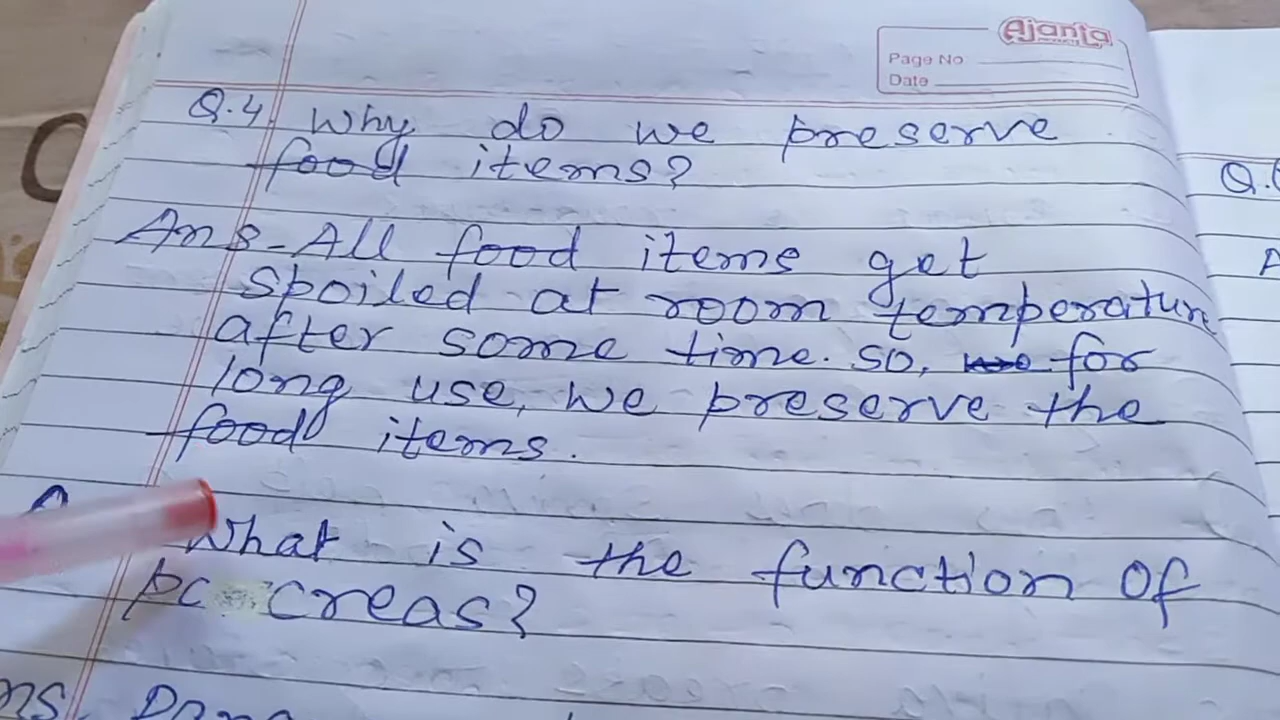 Ajanta
Page No
Date
Q.4. Why do we preserve
food items?
Ans-All food items get
spoiled at room temperature
after some time. so, for
long use, we preserve the
food items.
What is the function of
creas?